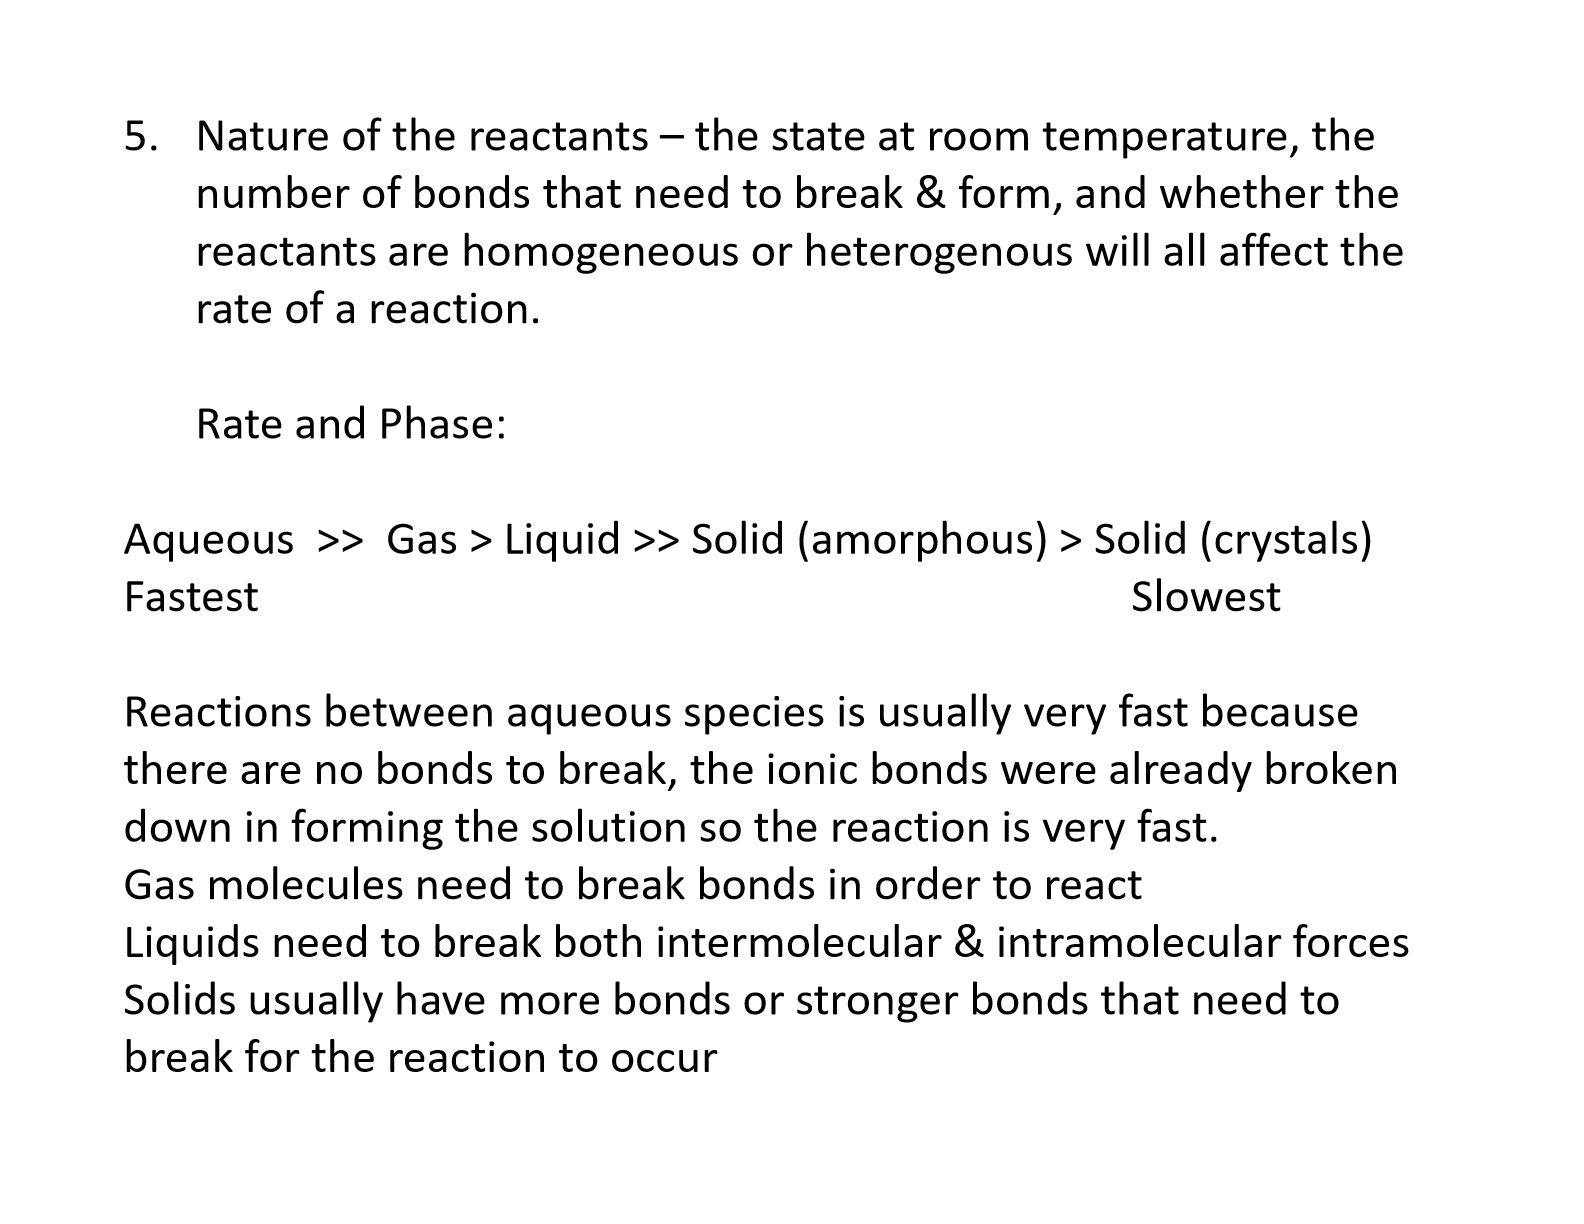 5. Nature of the reactants – the state at room temperature, the
number of bonds that need to break & form, and whether the
reactants are homogeneous or heterogenous will all affect the
rate of a reaction.
Rate and Phase:
Aqueous >> Gas > Liquid >> Solid (amorphous) > Solid (crystals)
Fastest Slowest
Reactions between aqueous species is usually very fast because
there are no bonds to break, the ionic bonds were already broken
down in forming the solution so the reaction is very fast.
Gas molecules need to break bonds in order to react
Liquids need to break both intermolecular & intramolecular forces
Solids usually have more bonds or stronger bonds that need to
break for the reaction to occur